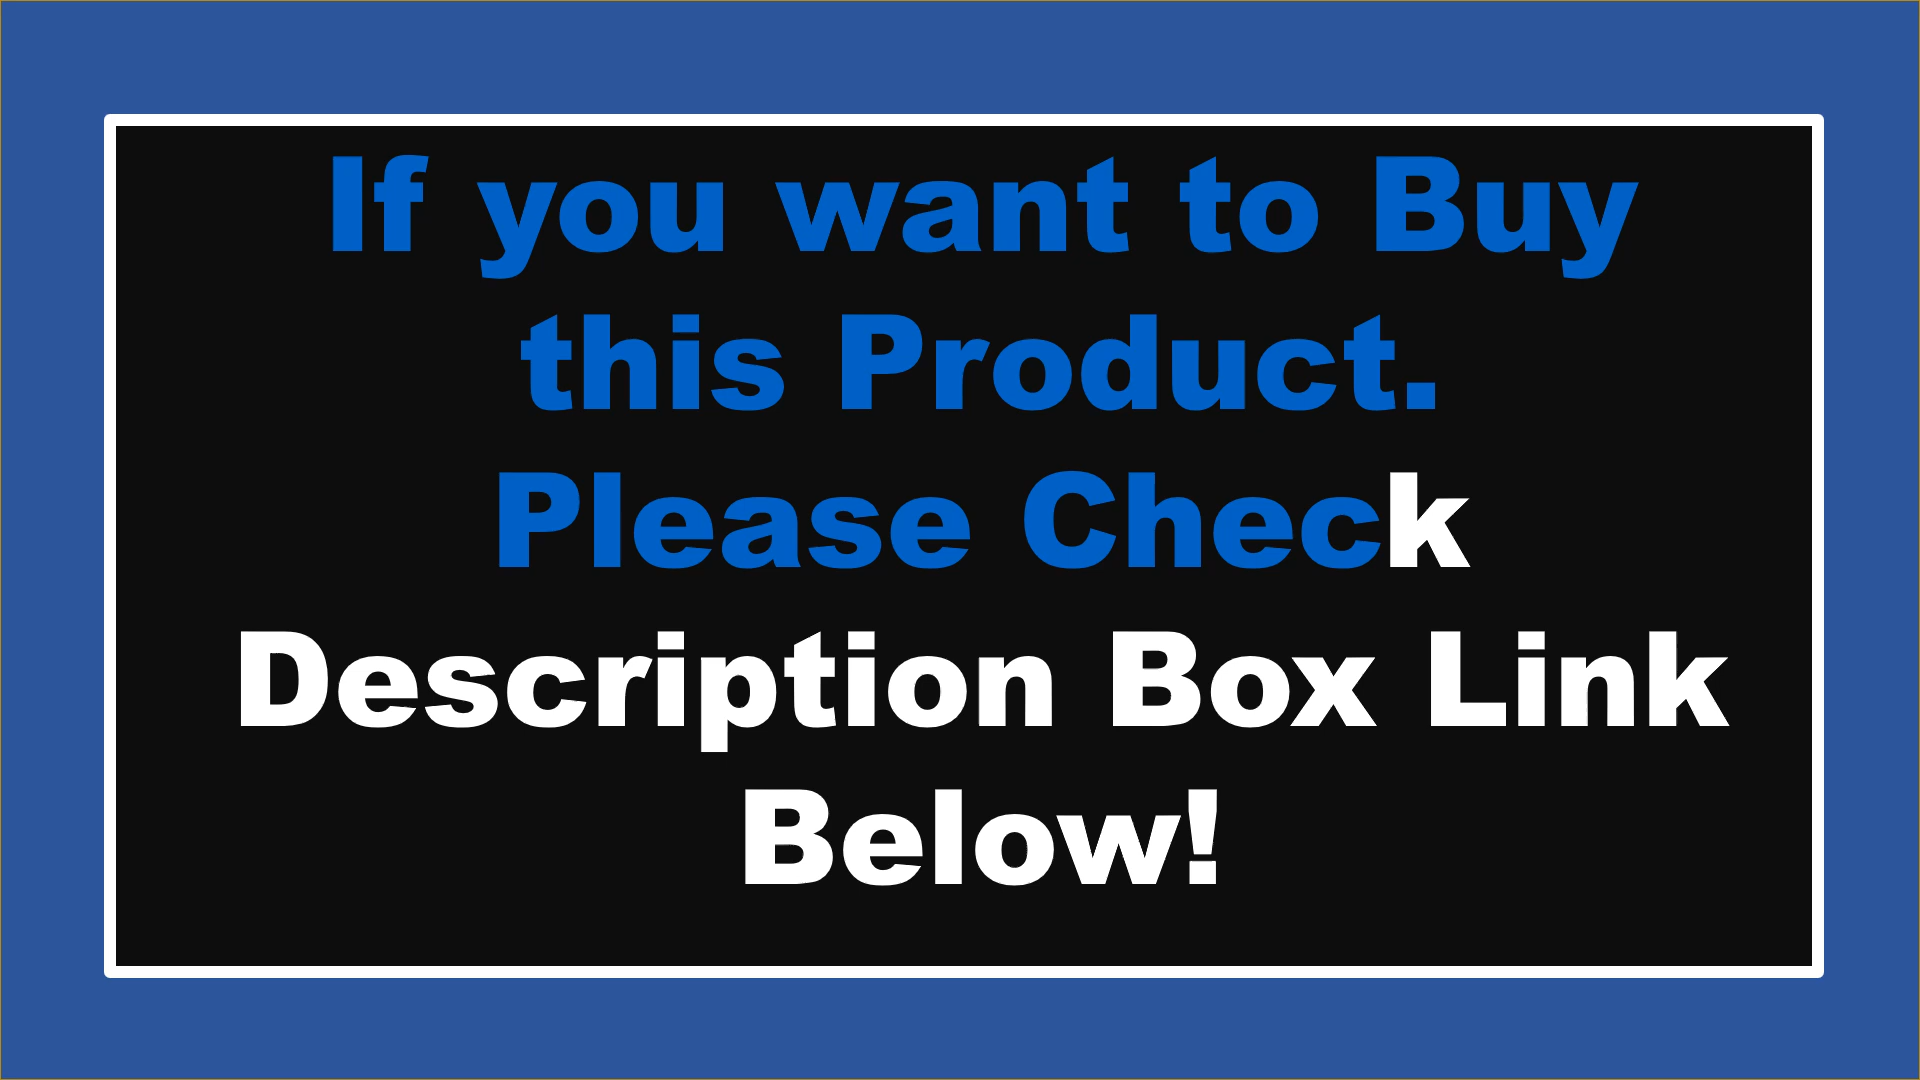 If you want to Buy
this Product.
Please Check
Description Box Link
Below!